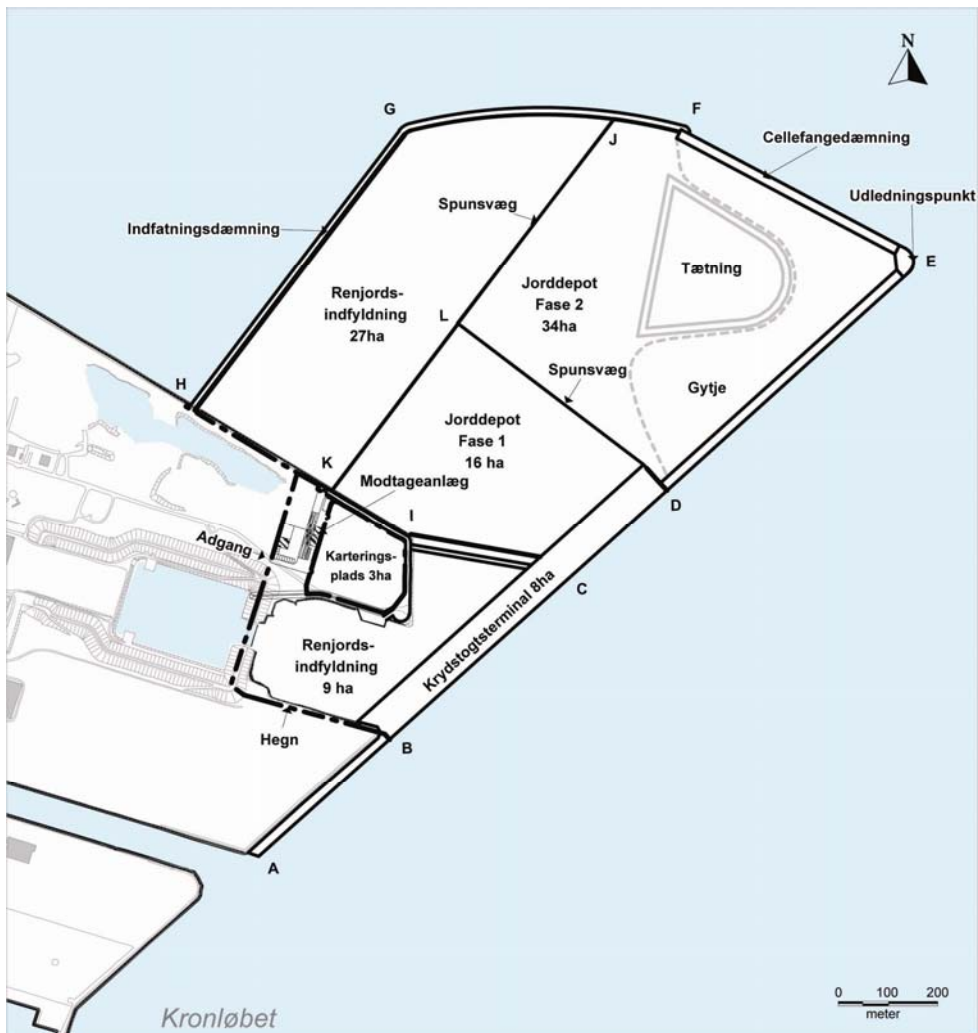 N
G
F
J
Cellefangedæmning
Udledningspunkt
E
Spunsvæg
Indfatningsdæmning
Tætning
Jorddepot
Fase 2
34ha
Renjords-
indfyldning
27ha
L
Spunsvæg
Gytje
H
Jorddepot
Fase 1
16 ha
K
Modtageanlæg
I
D
Adgang
Karterings-
plads 3ha
C
Krydstogtsterminal 8ha
Renjords-
indfyldning
9 ha
Hegn
B
A
0 100 200
meter
Kronløbet